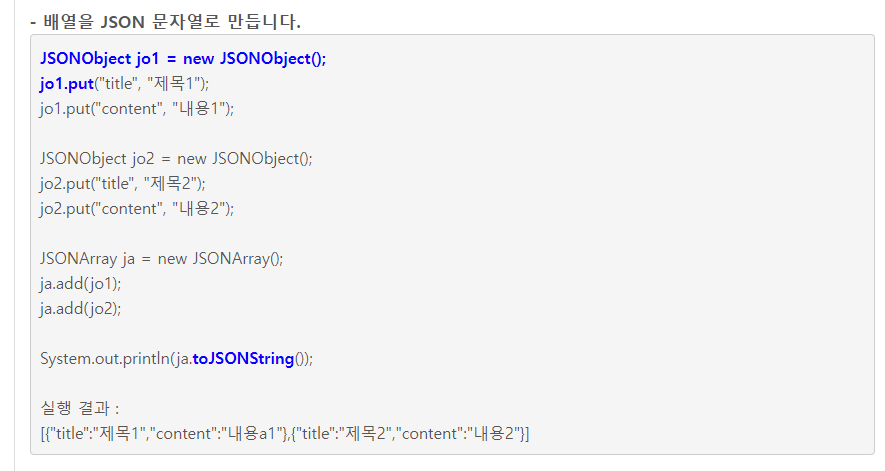 - 배열을 JSON 문자열로 만듭니다.
JSONObject jo1 = new JSONObject();
jo1.put("title", "제목1");
jo1.put("content", "내용1");
JSONObject jo2 = new JSONObject();
jo2.put("title", "제목2");
jo2.put("content", "내용2");
JSONArray ja = new JSONArray();
ja.add(jo1);
ja.add(jo2);
System.out.println(ja.toJSONString());
실행 결과 :
[{"title":"제목1","content":"내용a1"},{"title":"제목2","content":"내용2"}]